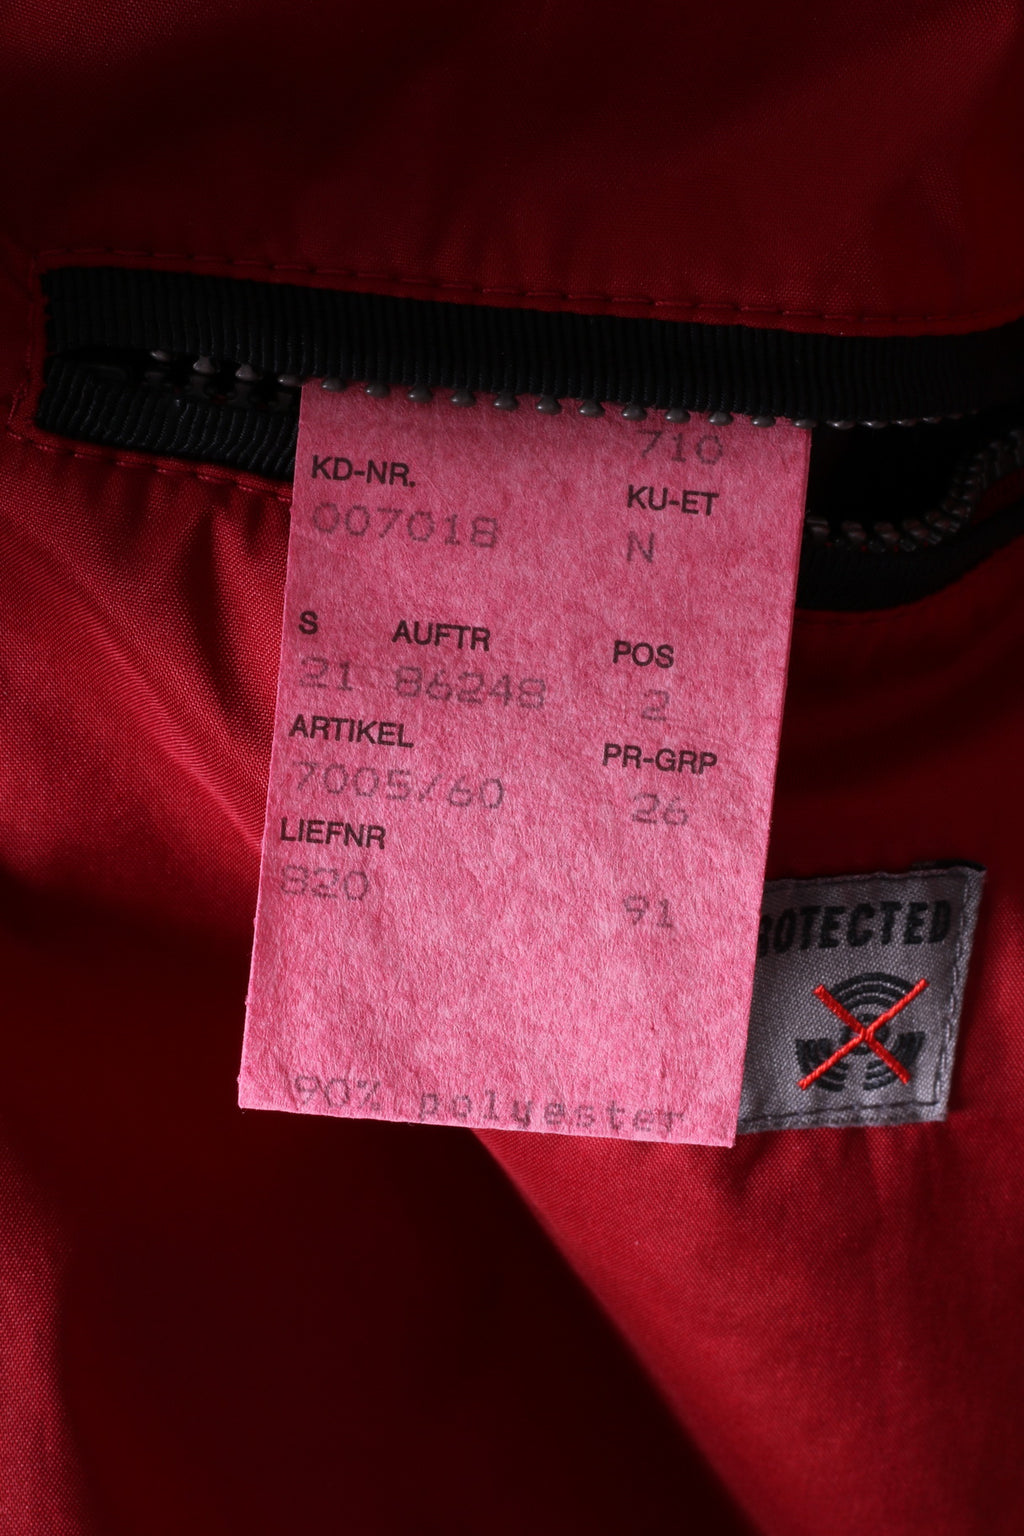 710
KD-NR. KU-ET
007018 N
S AUFTR POS
21 86248 2
ARTIKEL PR-GRP
7005/60 26
LIEFNR
820 91
90% polyester
ROTECTED